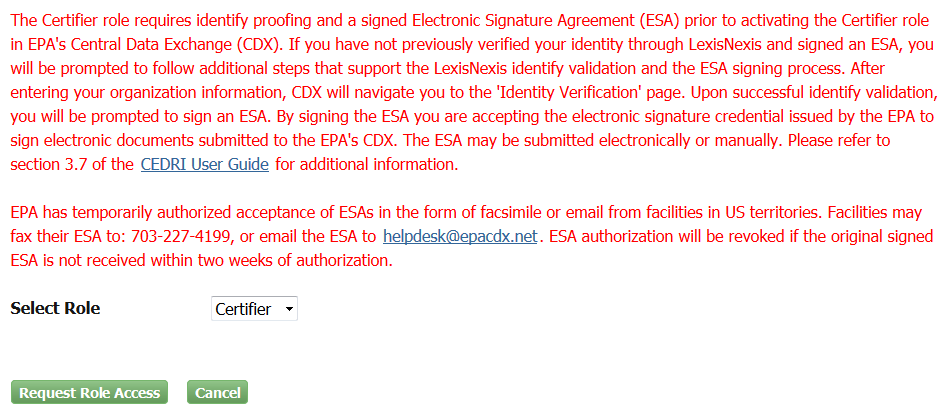 The Certifier role requires identify proofing and a signed Electronic Signature Agreement (ESA) prior to activating the Certifier role
in EPA's Central Data Exchange (CDX). If you have not previously verified your identity through LexisNexis and signed an ESA, you
will be prompted to follow additional steps that support the LexisNexis identify validation and the ESA signing process. After
entering your organization information, CDX will navigate you to the 'Identity Verification' page. Upon successful identify validation,
you will be prompted to sign an ESA. By signing the ESA you are accepting the electronic signature credential issued by the EPA to
sign electronic documents submitted to the EPA's CDX. The ESA may be submitted electronically or manually. Please refer to
section 3.7 of the CEDRI User Guide for additional information.
EPA has temporarily authorized acceptance of ESAs in the form of facsimile or email from facilities in US territories. Facilities may
fax their ESA to: 703-227-4199, or email the ESA to helpdesk@epacdx.net. ESA authorization will be revoked if the original signed
ESA is not received within two weeks of authorization.
Select Role Certifier
Request Role Access Cancel